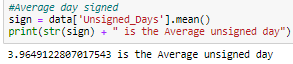 #Average day signed
sign = data['Unsigned_Days'].mean()
print(str(sign) + " is the Average unsigned day")
3.9649122807017543 is the Average unsigned day